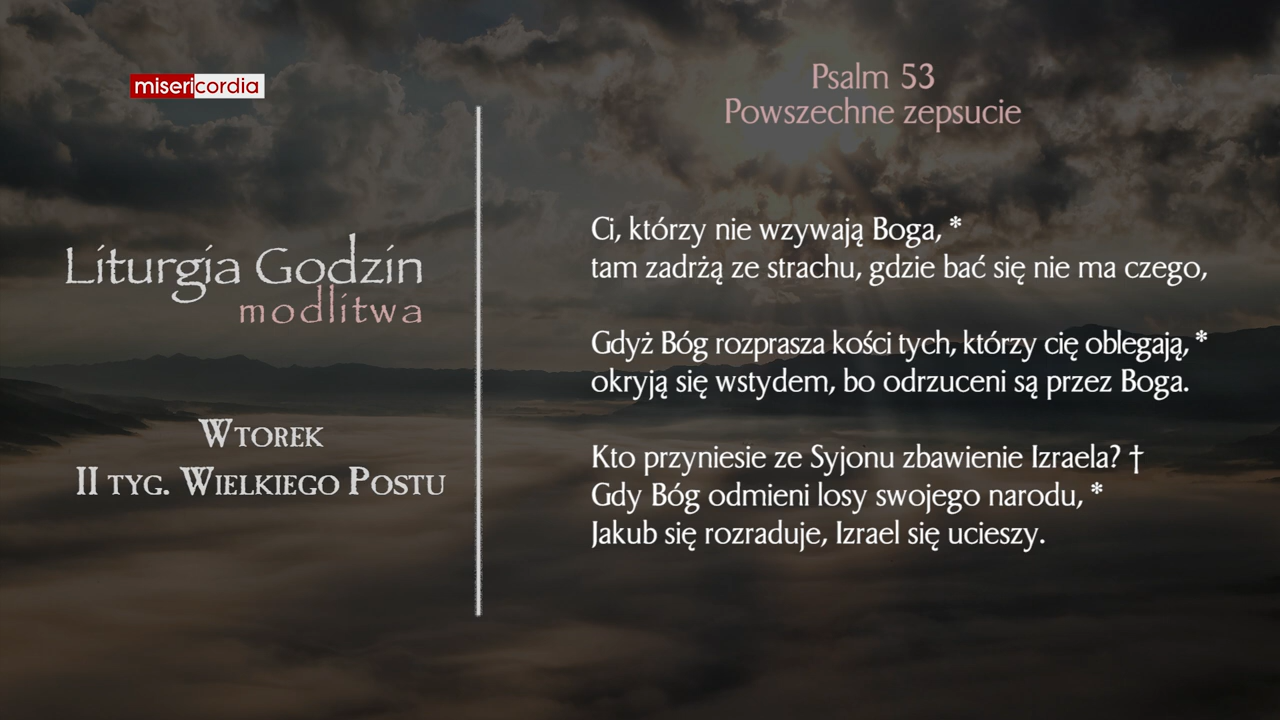 misericordia
Liturgia Godzin
modlitwa
Wtorek
II tyg. Wielkiego Postu
Psalm 53
Powszechne zepsucie
Ci, którzy nie wzywają Boga, *
tam zadrżą ze strachu, gdzie bać się nie ma czego,
Gdyż Bóg rozprasza kości tych, którzy cię oblegają, *
okryją się wstydem, bo odrzuceni są przez Boga.
Kto przyniesie ze Syjonu zbawienie Izraela? †
Gdy Bóg odmieni losy swojego narodu, *
Jakub się rozraduje, Izrael się ucieszy.